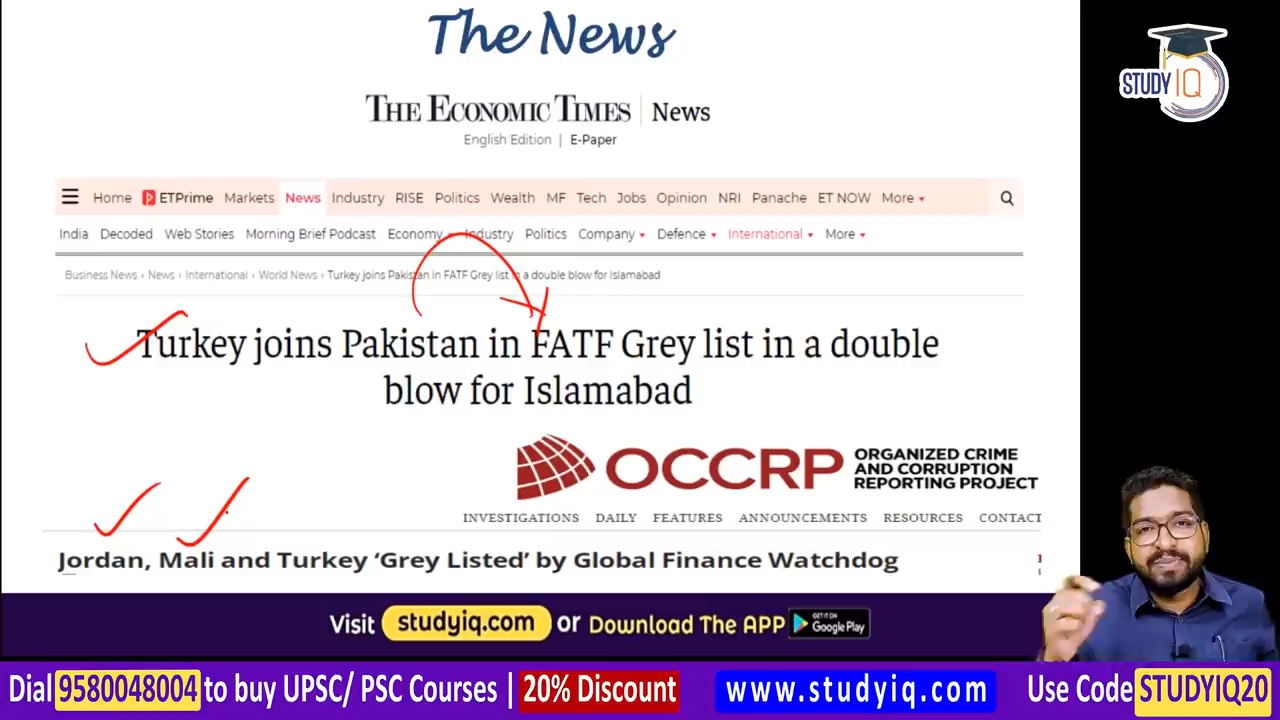 The News
STUDY IQ
THE ECONOMIC TIMES | News
English Edition | E-Paper
Home ETPrime Markets News Industry RISE Politics Wealth MF Tech Jobs Opinion NRI Panache ET NOW More
India Decoded Web Stories Morning Brief Podcast Economy Industry Politics Company Defence International More
Business News › News › International › World News › Turkey joins Pakistan in FATF Grey list in a double blow for Islamabad
Turkey joins Pakistan in FATF Grey list in a double
blow for Islamabad
OCCRP
ORGANIZED CRIME
AND CORRUPTION
REPORTING PROJECT
INVESTIGATIONS DAILY FEATURES ANNOUNCEMENTS RESOURCES CONTACT
Jordan, Mali and Turkey ‘Grey Listed’ by Global Finance Watchdog
Visit studyiq.com or Download The APP GET IT ON Google Play
Dial 9580048004 to buy UPSC/ PSC Courses | 20% Discount www.studyiq.com Use Code STUDYIQ20